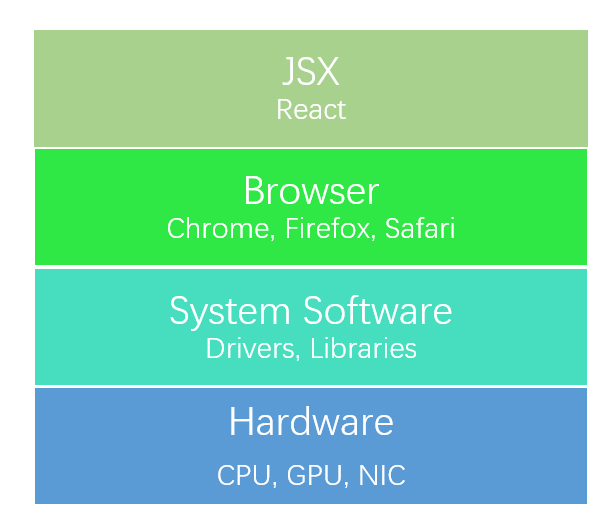 JSX
React
Browser
Chrome, Firefox, Safari
System Software
Drivers, Libraries
Hardware
CPU, GPU, NIC